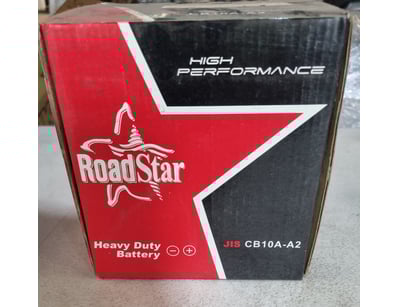 HIGH
PERFORMANCE
RoadStar
Heavy Duty
Battery
JIS CB10A-A2